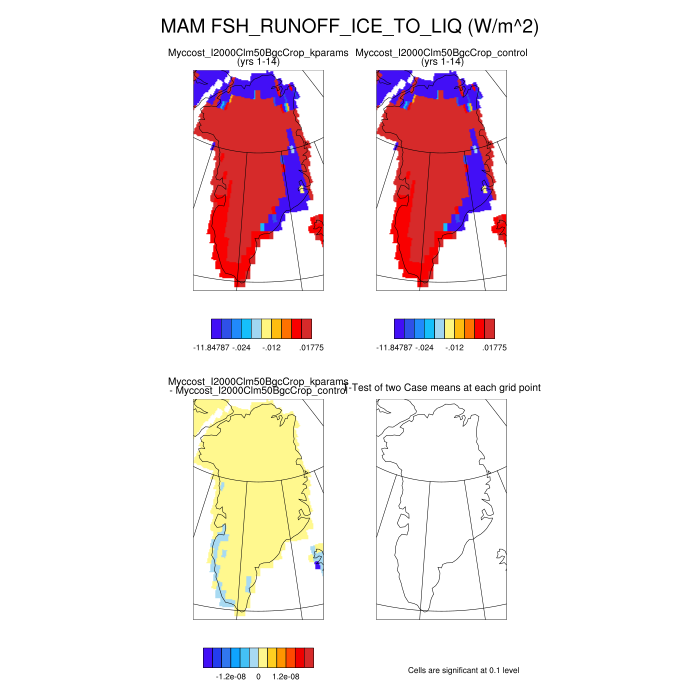 MAM FSH_RUNOFF_ICE_TO_LIQ (W/m^2)
Myccost_I2000Clm50BgcCrop_kparams
(yrs 1-14)
Myccost_I2000Clm50BgcCrop_control
(yrs 1-14)
-11.84787 -.024 -.012 .01775
-11.84787 -.024 -.012 .01775
Myccost_I2000Clm50BgcCrop_kparams
- Myccost_I2000Clm50BgcCrop_control
T-Test of two Case means at each grid point
-1.2e-08 0 1.2e-08
Cells are significant at 0.1 level